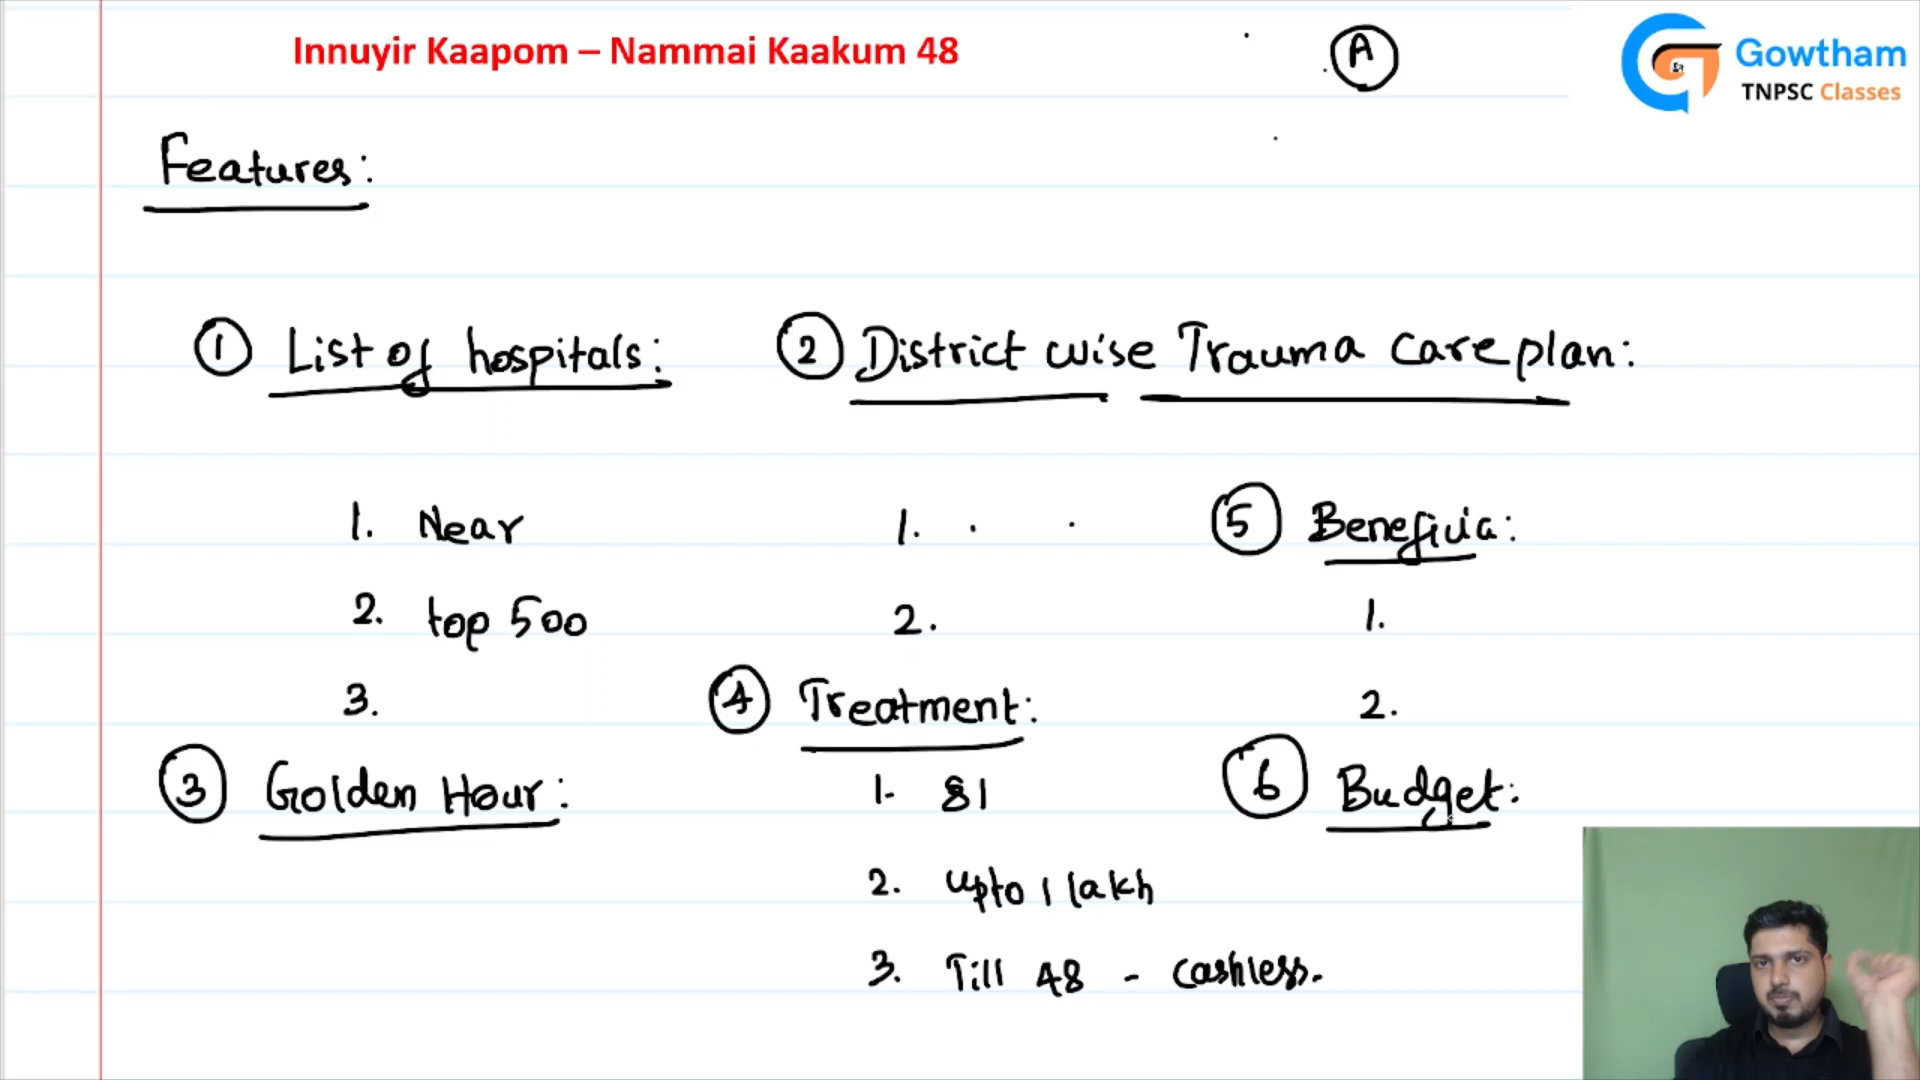 Innuyir Kaapom – Nammai Kaakum 48
A
Gowtham
TNPSC Classes
Features:
1 List of hospitals:
1. Near
2. top 500
3.
2 District wise Trauma care plan:
1.
2.
3 Golden Hour:
4 Treatment:
1. 81
2. upto 1 lakh
3. Till 48 - cashless.
5 Beneficia:
1.
2.
6 Budget: